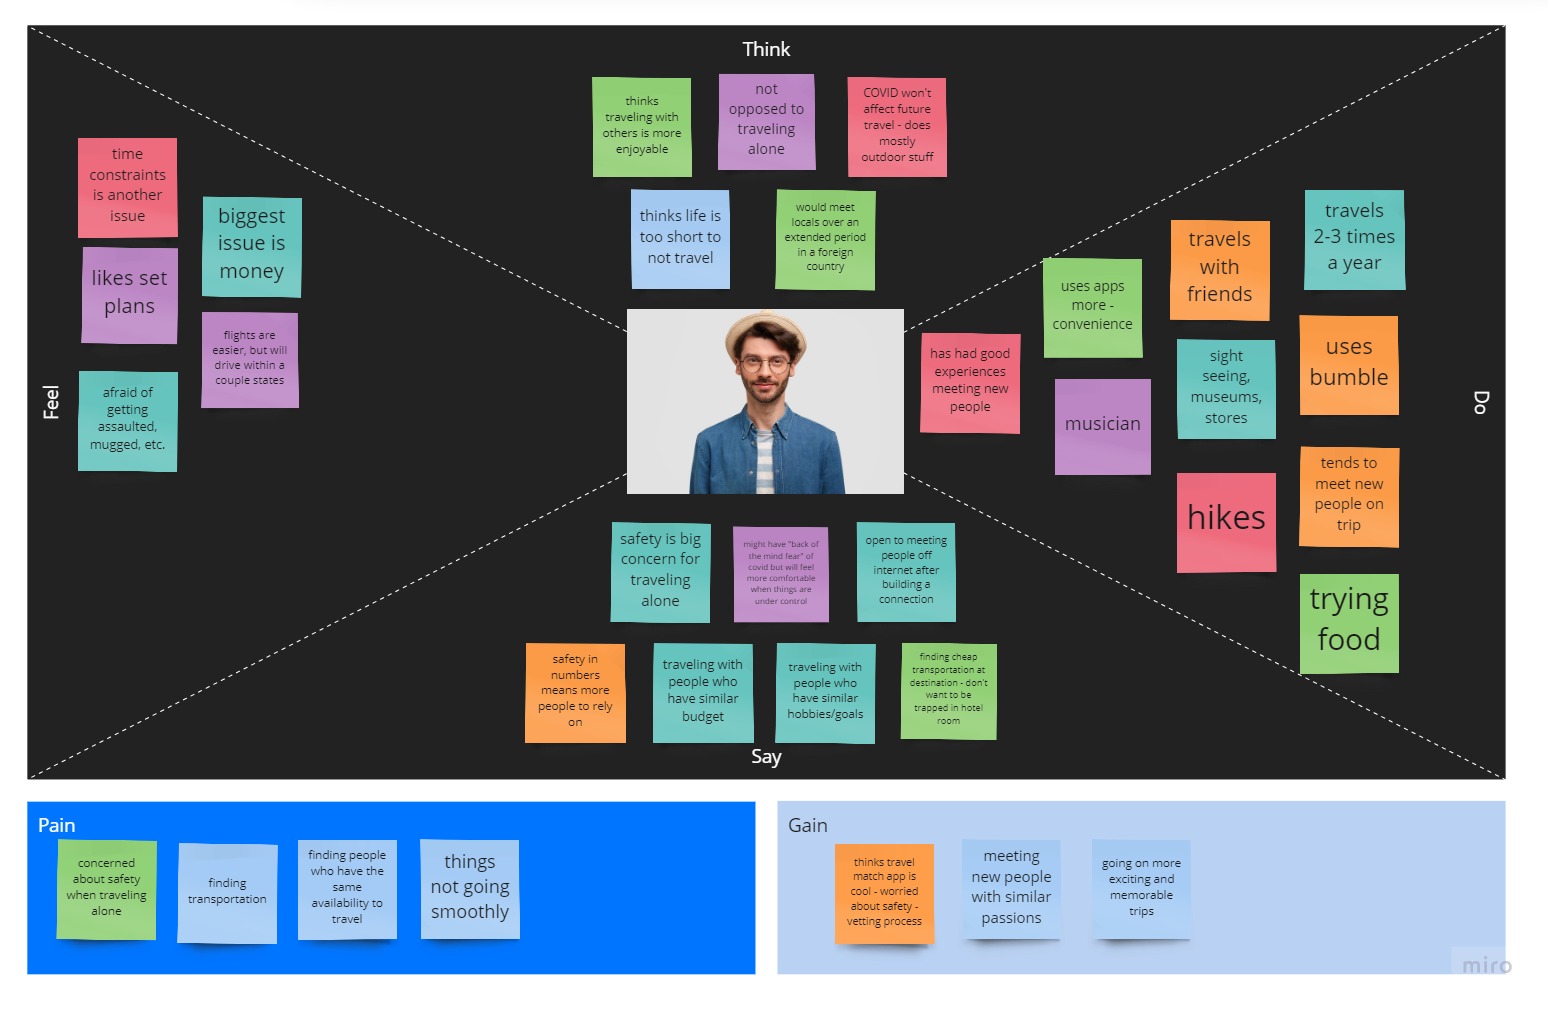 Think
thinks
traveling with
others is more
enjoyable
not
opposed to
traveling
alone
COVID won't
affect future
travel - does
mostly
outdoor stuff
thinks life is
too short to
not travel
would meet
locals over an
extended period
in a foreign
country
Feel
time
constraints
is another
issue
biggest
issue is
money
likes set
plans
flights are
easier, but will
drive within a
couple states
afraid of
getting
assaulted,
mugged, etc.
Do
travels
2-3 times
a year
travels
with
friends
uses apps
more -
convenience
uses
bumble
has had good
experiences
meeting new
people
sight
seeing,
museums,
stores
musician
tends to
meet new
people on
trip
hikes
trying
food
safety is big
concern for
traveling
alone
might have "back of
the mind fear" of
covid but will feel
more comfortable
when things are
under control
open to meeting
people off
internet after
building a
connection
safety in
numbers
means more
people to rely
on
traveling with
people who
have similar
budget
traveling with
people who
have similar
hobbies/goals
finding cheap
transportation at
destination - don't
want to be
trapped in hotel
room
Say
Pain
concerned
about safety
when traveling
alone
finding
transportation
finding people
who have the
same
availability to
travel
things
not going
smoothly
Gain
thinks travel
match app is
cool - worried
about safety -
vetting process
meeting
new people
with similar
passions
going on more
exciting and
memorable
trips
miro